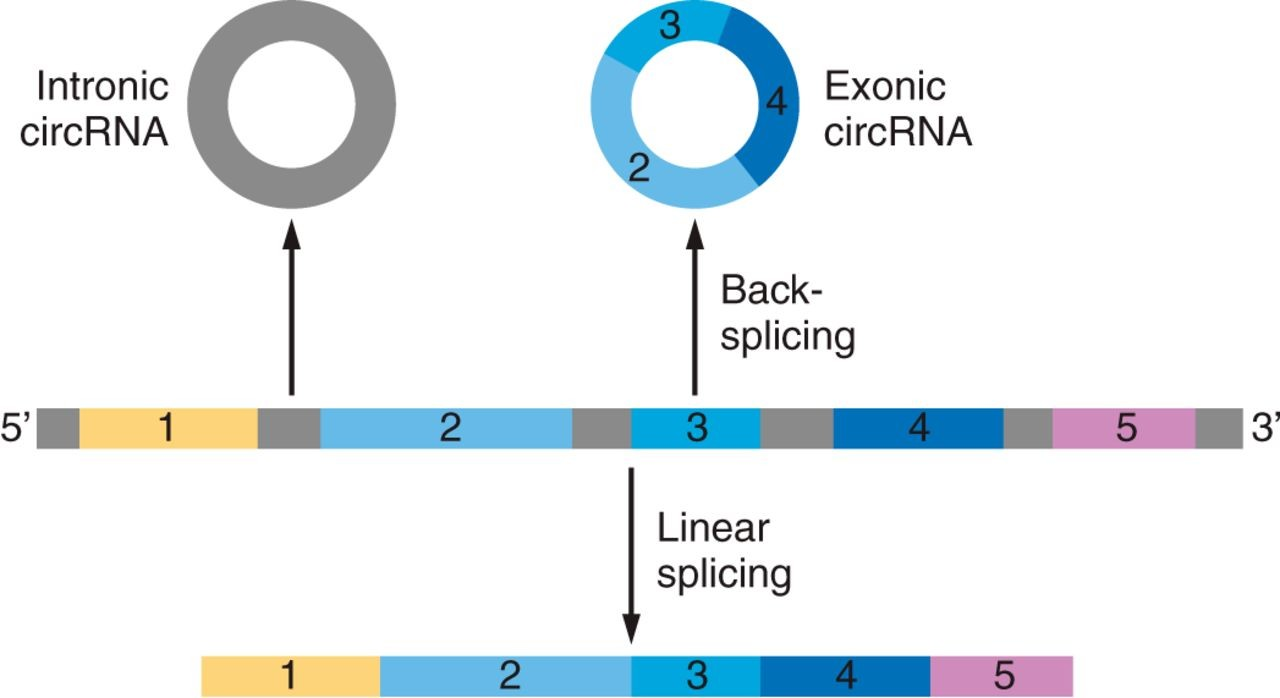 Intronic
circRNA
3
4
2
Exonic
circRNA
Back-
splicing
5’ 1 2 3 4 5 3’
Linear
splicing
1 2 3 4 5